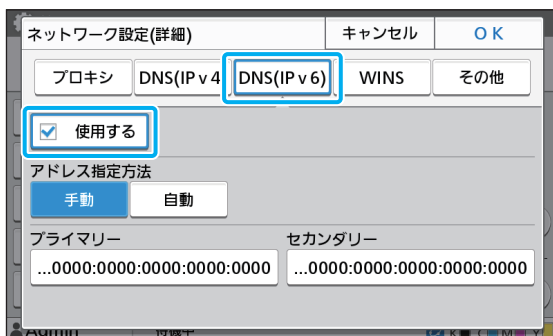 ネットワーク設定(詳細) キャンセル OK
プロキシ DNS(IPv4 DNS(IPv6) WINS その他
使用する
アドレス指定方法
手動 自動
プライマリー セカンダリー
...0000:0000:0000:0000:0000 ...0000:0000:0000:0000:0000
Admin 待機中 K C M Y